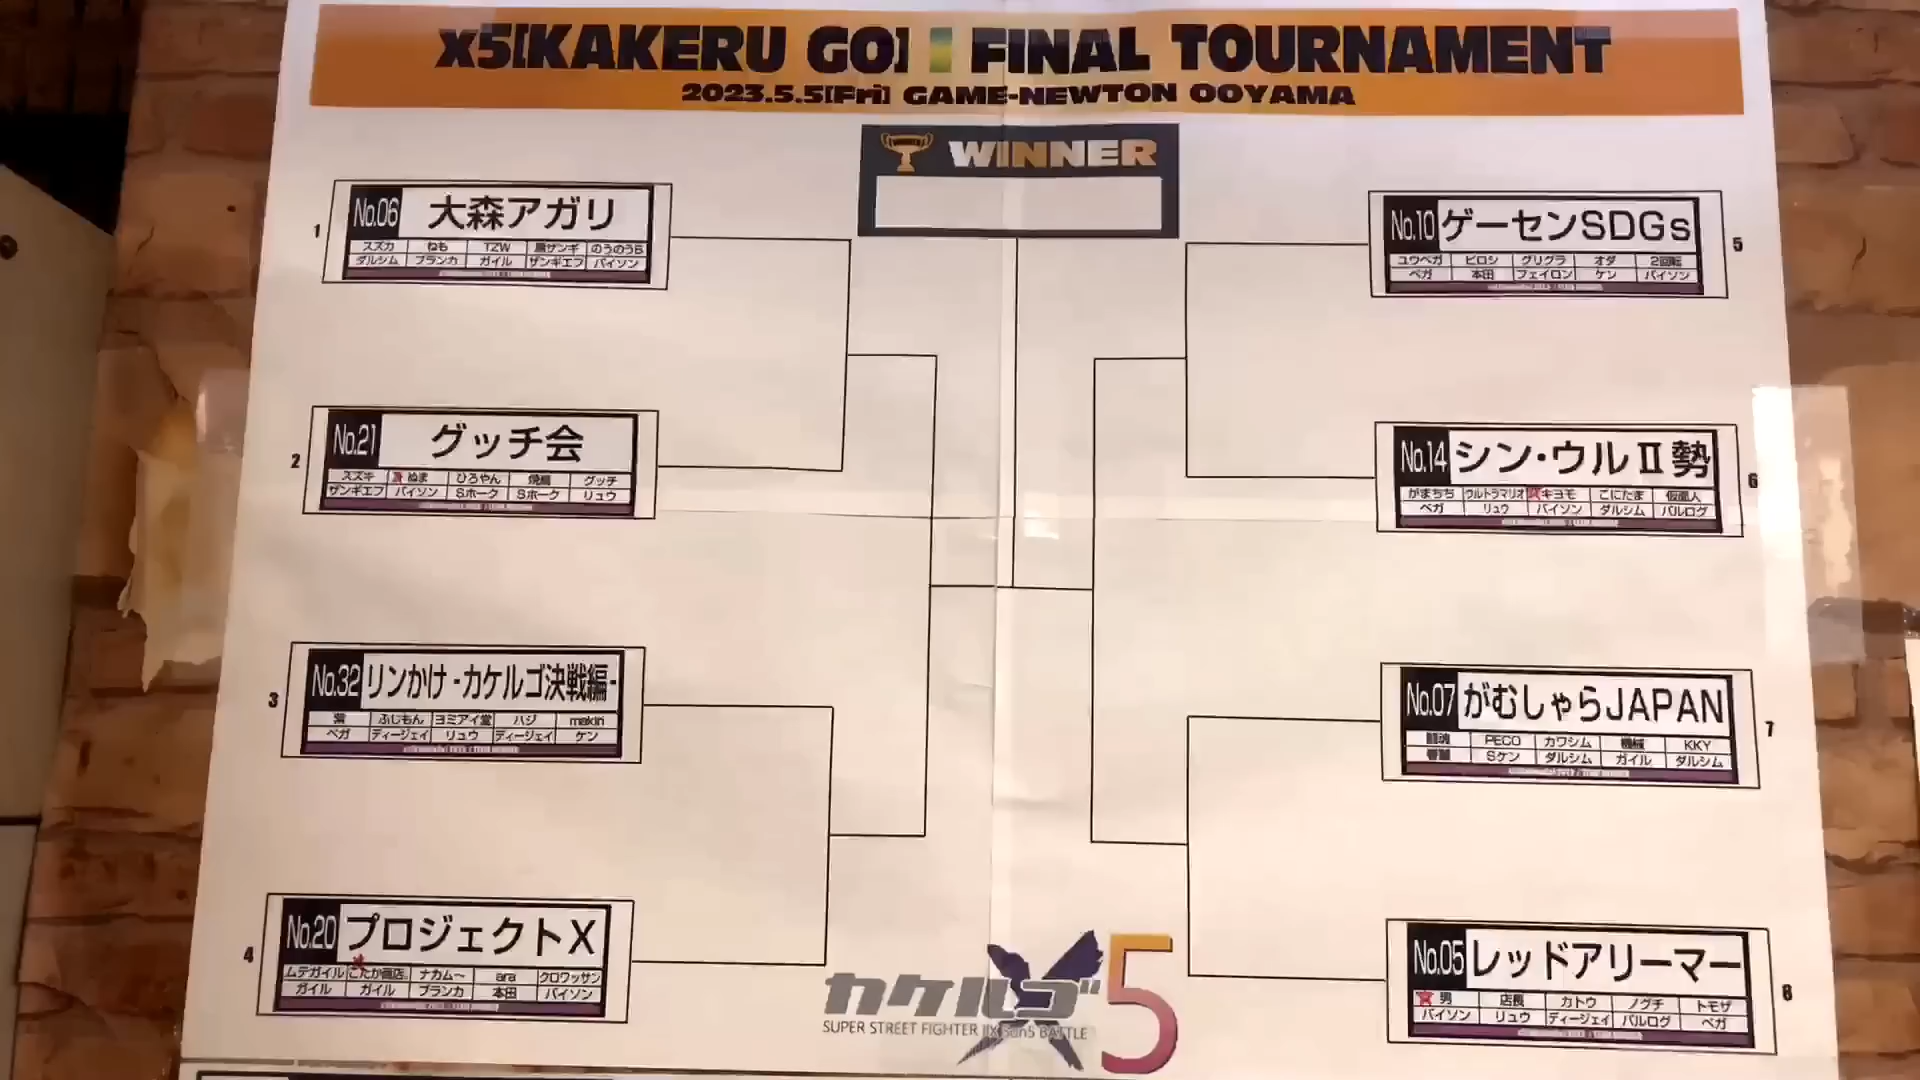 X5[KAKERU GO] FINAL TOURNAMENT
2023.5.5[Fri] GAME-NEWTON OOYAMA
WINNER
1
No.06 大森アガリ
スズカ ねも TZW 黒ザンギ のうのうB
ダルシム ブランカ ガイル ザンギエフ バイソン
2
No.21 グッチ会
スズキ ぬま ひろやん グッチ
ザンギエフ バイソン Sホーク Sホーク リュウ
3
No.32 リンかけ -カケルゴ決戦編-
ふじもん ヨミアイ堂 ハジ makiri
ベガ ディージェイ リュウ ディージェイ ケン
4
No.20 プロジェクトX
ムテガイル こたか商店。 ナカム～ ara クロワッサン
ガイル ガイル ブランカ 本田 バイソン
5
No.10 ゲーセンSDGs
ユウベガ ヒロシ グリグラ オダ 2回転
ベガ 本田 フェイロン ケン バイソン
6
No.14 シン・ウルⅡ勢
がまちち ウルトラマリオ キヨモ こにたま 仮面人
ベガ リュウ バイソン ダルシム バルログ
7
No.07 がむしゃらJAPAN
PECO カワシム 機械 KKY
Sケン ダルシム ガイル ダルシム
8
No.05 レッドアリーマー
男 店長 カトウ ノグチ トモザ
バイソン リュウ ディージェイ バルログ ベガ
カケルゴ 5
SUPER STREET FIGHTER IIX 5on5 BATTLE